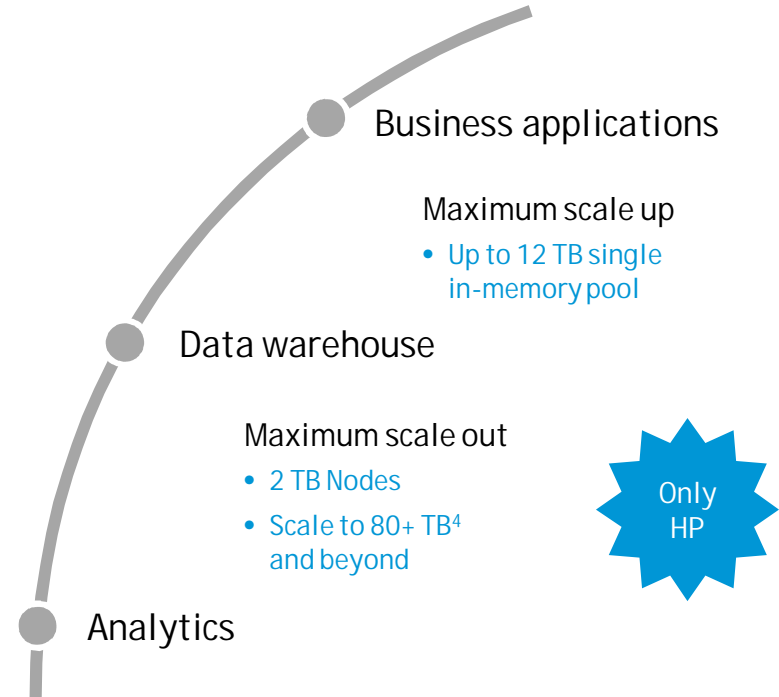 Business applications
Maximum scale up
• Up to 12 TB single
in-memory pool
Data warehouse
Maximum scale out
• 2 TB Nodes
• Scale to 80+ TB⁴
and beyond
Only
HP
Analytics